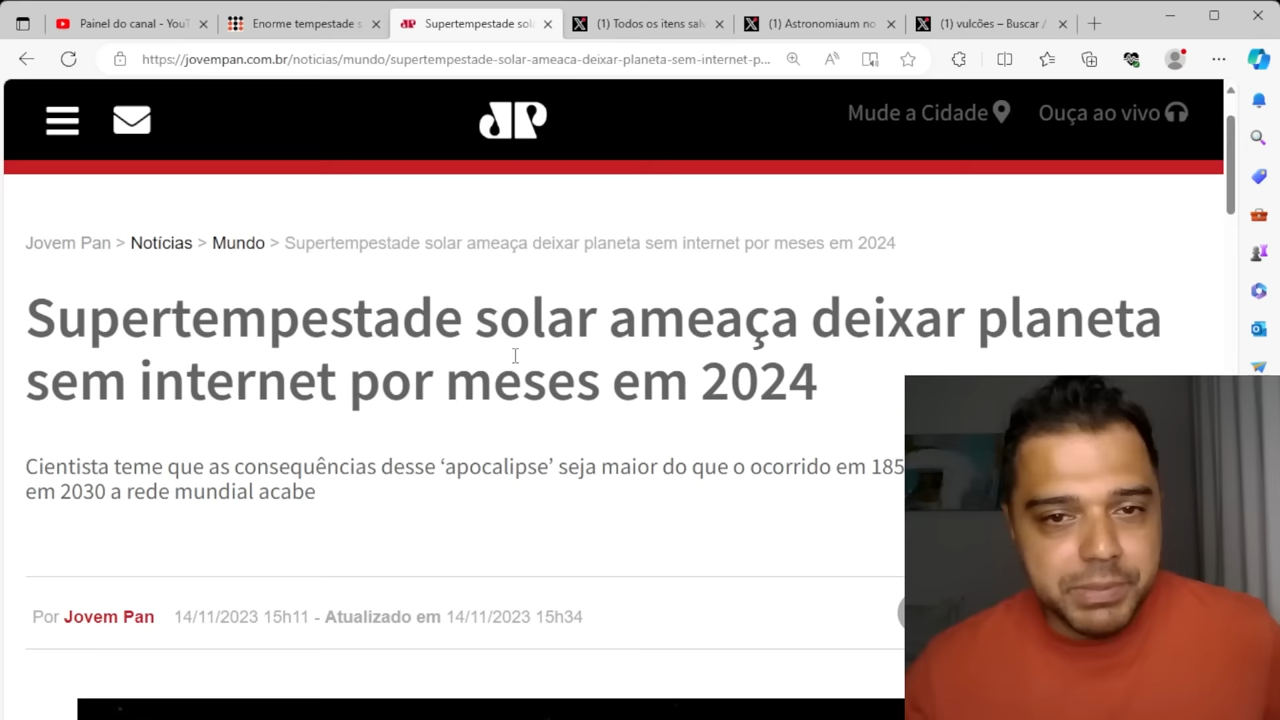 Painel do canal - YouT
Enorme tempestade s
Supertempestade sol
(1) Todos os itens sal
(1) Astronomiaum no
(1) vulcões – Buscar /
https://jovempan.com.br/noticias/mundo/supertempestade-solar-ameaca-deixar-planeta-sem-internet-p...
JP
Mude a Cidade
Ouça ao vivo
Jovem Pan > Notícias > Mundo > Supertempestade solar ameaça deixar planeta sem internet por meses em 2024
Supertempestade solar ameaça deixar planeta
sem internet por meses em 2024
Cientista teme que as consequências desse ‘apocalipse’ seja maior do que o ocorrido em 185
em 2030 a rede mundial acabe
Por Jovem Pan 14/11/2023 15h11 - Atualizado em 14/11/2023 15h34